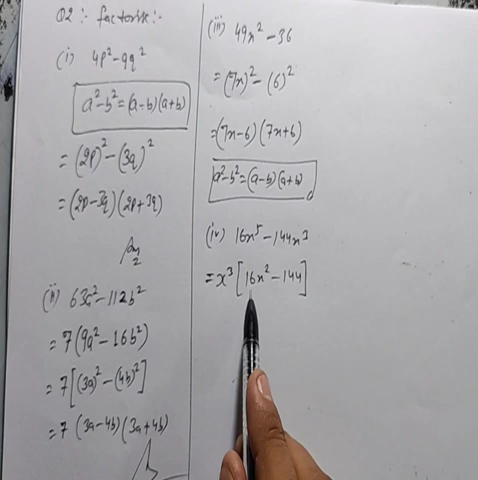 Q2 :- factorise :-
(i) 4p² - 9q²
a² - b² = (a - b) (a + b)
= (2p)² - (3q)²
= (2p - 3q) (2p + 3q)
Ans
(ii) 63a² - 112b²
= 7 (9a² - 16b²)
= 7 [(3a)² - (4b)²]
= 7 (3a - 4b) (3a + 4b)
(iii) 49x² - 36
= (7x)² - (6)²
= (7x - 6) (7x + 6)
a² - b² = (a - b) (a + b)
(iv) 16x⁵ - 144x³
= x³ [16x² - 144]